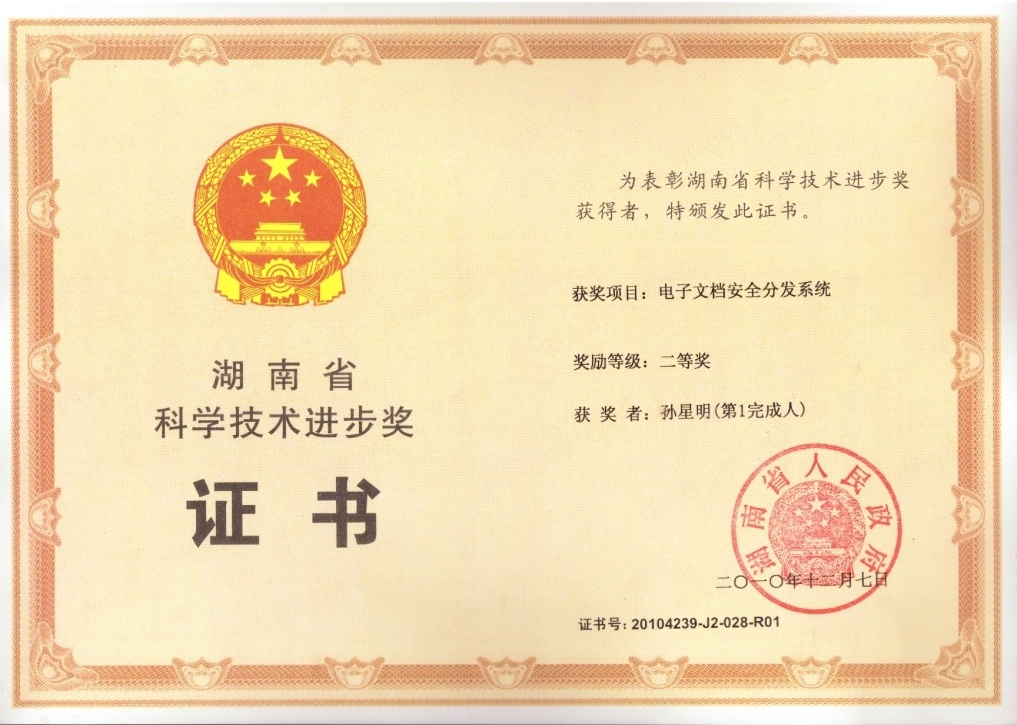 湖南省
科学技术进步奖
证书
为表彰湖南省科学技术进步奖
获得者，特颁发此证书。
获奖项目：电子文档安全分发系统
奖励等级：二等奖
获奖者：孙星明(第1完成人)
湖南省人民政府
二〇一〇年十二月七日
证书号：20104239-J2-028-R01